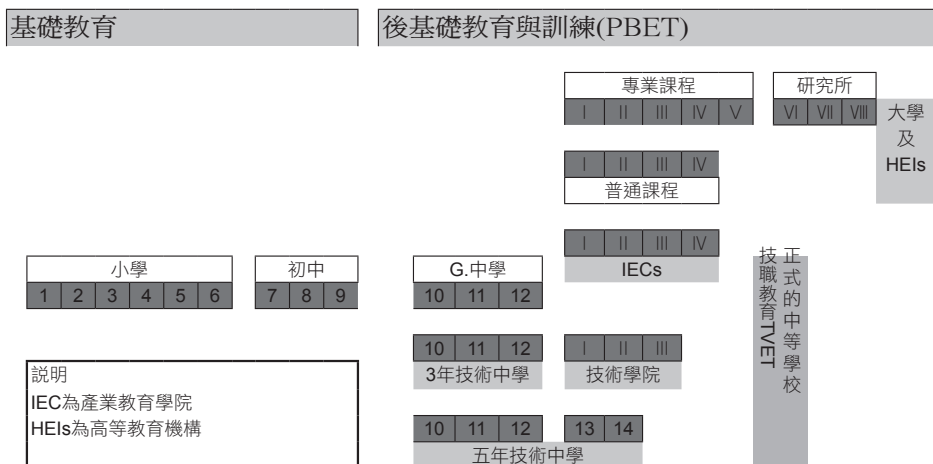 基礎教育
後基礎教育與訓練(PBET)
專業課程
研究所
I II III IV V
VI VII VIII
大學
及
HEIs
I II III IV
普通課程
I II III IV
IECs
小學
初中
G.中學
1 2 3 4 5 6
7 8 9
10 11 12
正式的中等學校
技職教育TVET
10 11 12
I II III
3年技術中學
技術學院
說明
IEC為產業教育學院
HEIs為高等教育機構
10 11 12
13 14
五年技術中學